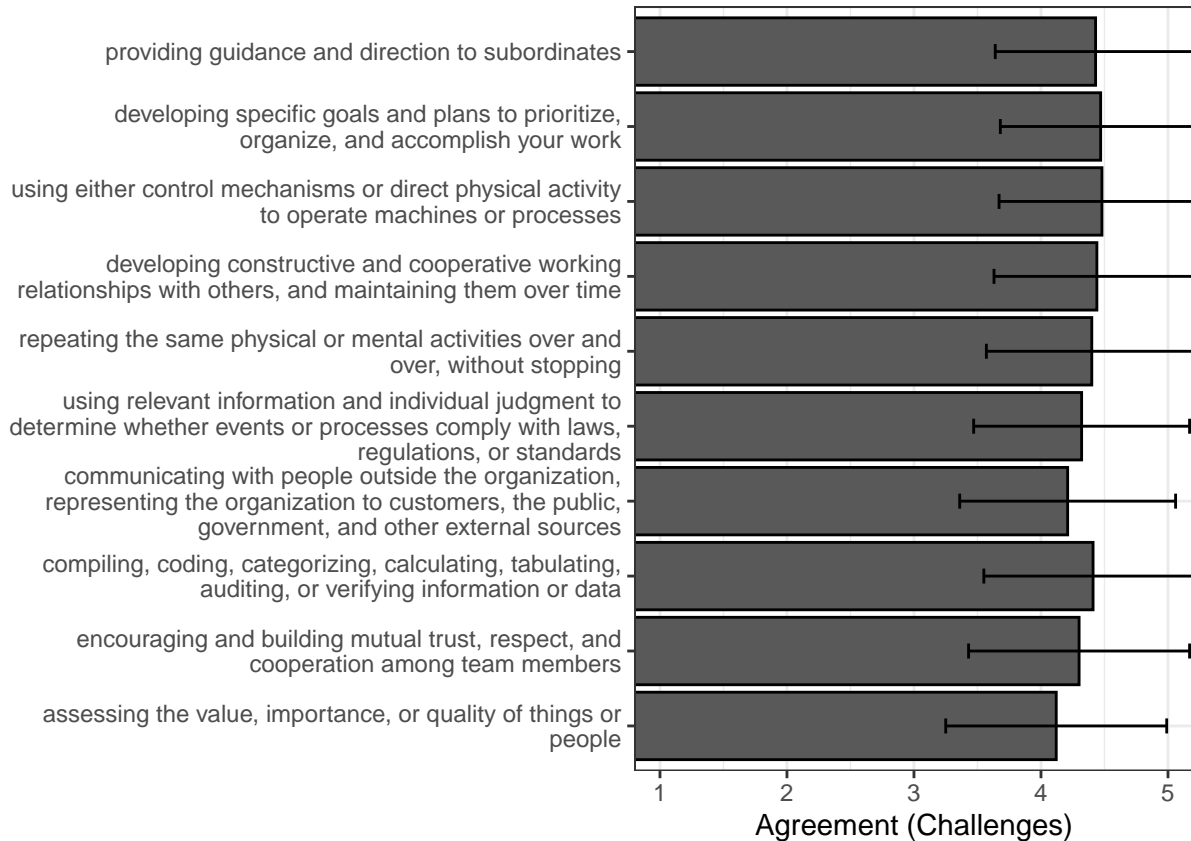 providing guidance and direction to subordinates
developing specific goals and plans to prioritize,
organize, and accomplish your work
using either control mechanisms or direct physical activity
to operate machines or processes
developing constructive and cooperative working
relationships with others, and maintaining them over time
repeating the same physical or mental activities over and
over, without stopping
using relevant information and individual judgment to
determine whether events or processes comply with laws,
regulations, or standards
communicating with people outside the organization,
representing the organization to customers, the public,
government, and other external sources
compiling, coding, categorizing, calculating, tabulating,
auditing, or verifying information or data
encouraging and building mutual trust, respect, and
cooperation among team members
assessing the value, importance, or quality of things or
people
1 2 3 4 5
Agreement (Challenges)